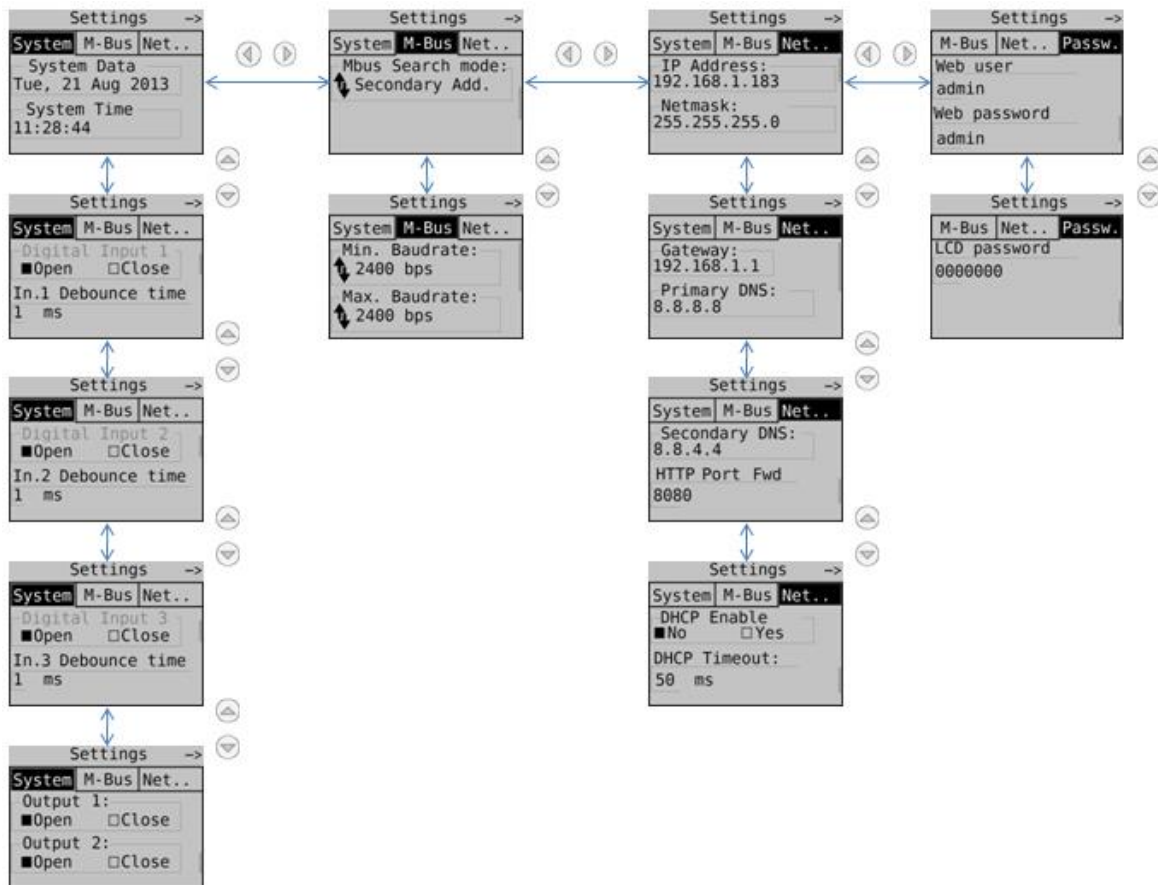 Settings ->
System M-Bus Net..
System Data
Tue, 21 Aug 2013
System Time
11:28:44
Settings ->
System M-Bus Net..
Digital Input 1
■Open □Close
In.1 Debounce time
1 ms
Settings ->
System M-Bus Net..
Digital Input 2
■Open □Close
In.2 Debounce time
1 ms
Settings ->
System M-Bus Net..
Digital Input 3
■Open □Close
In.3 Debounce time
1 ms
Settings ->
System M-Bus Net..
Output 1:
■Open □Close
Output 2:
■Open □Close
Settings ->
System M-Bus Net..
Mbus Search mode:
Secondary Add.
Settings ->
System M-Bus Net..
Min. Baudrate:
2400 bps
Max. Baudrate:
2400 bps
Settings ->
System M-Bus Net..
IP Address:
192.168.1.183
Netmask:
255.255.255.0
Settings ->
System M-Bus Net..
Gateway:
192.168.1.1
Primary DNS:
8.8.8.8
Settings ->
System M-Bus Net..
Secondary DNS:
8.8.4.4
HTTP Port Fwd
8080
Settings ->
System M-Bus Net..
DHCP Enable
■No □Yes
DHCP Timeout:
50 ms
Settings ->
M-Bus Net.. Passw.
Web user
admin
Web password
admin
Settings ->
M-Bus Net.. Passw.
LCD password
0000000